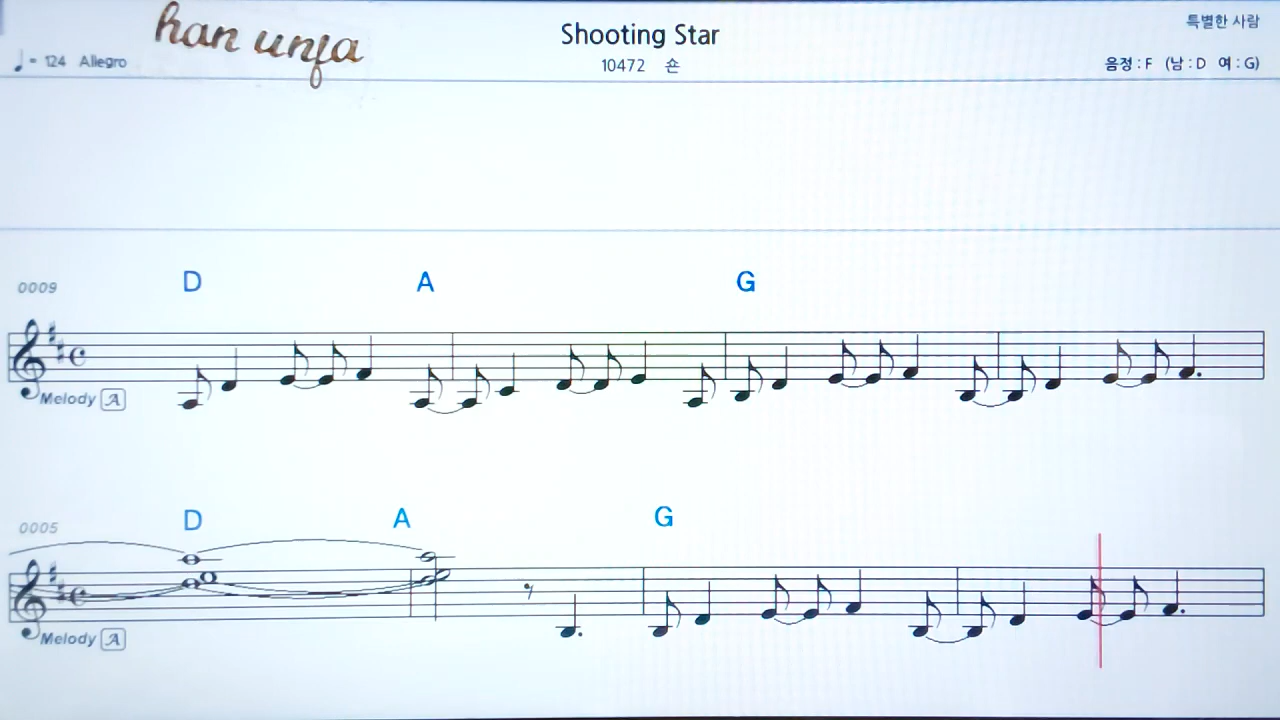 han unfa
Shooting Star
특별한 사람
♩= 124 Allegro
10472 숀
음정 : F (남 : D 여 : G)
0009
D A G
Melody A
0005
D A G
Melody A